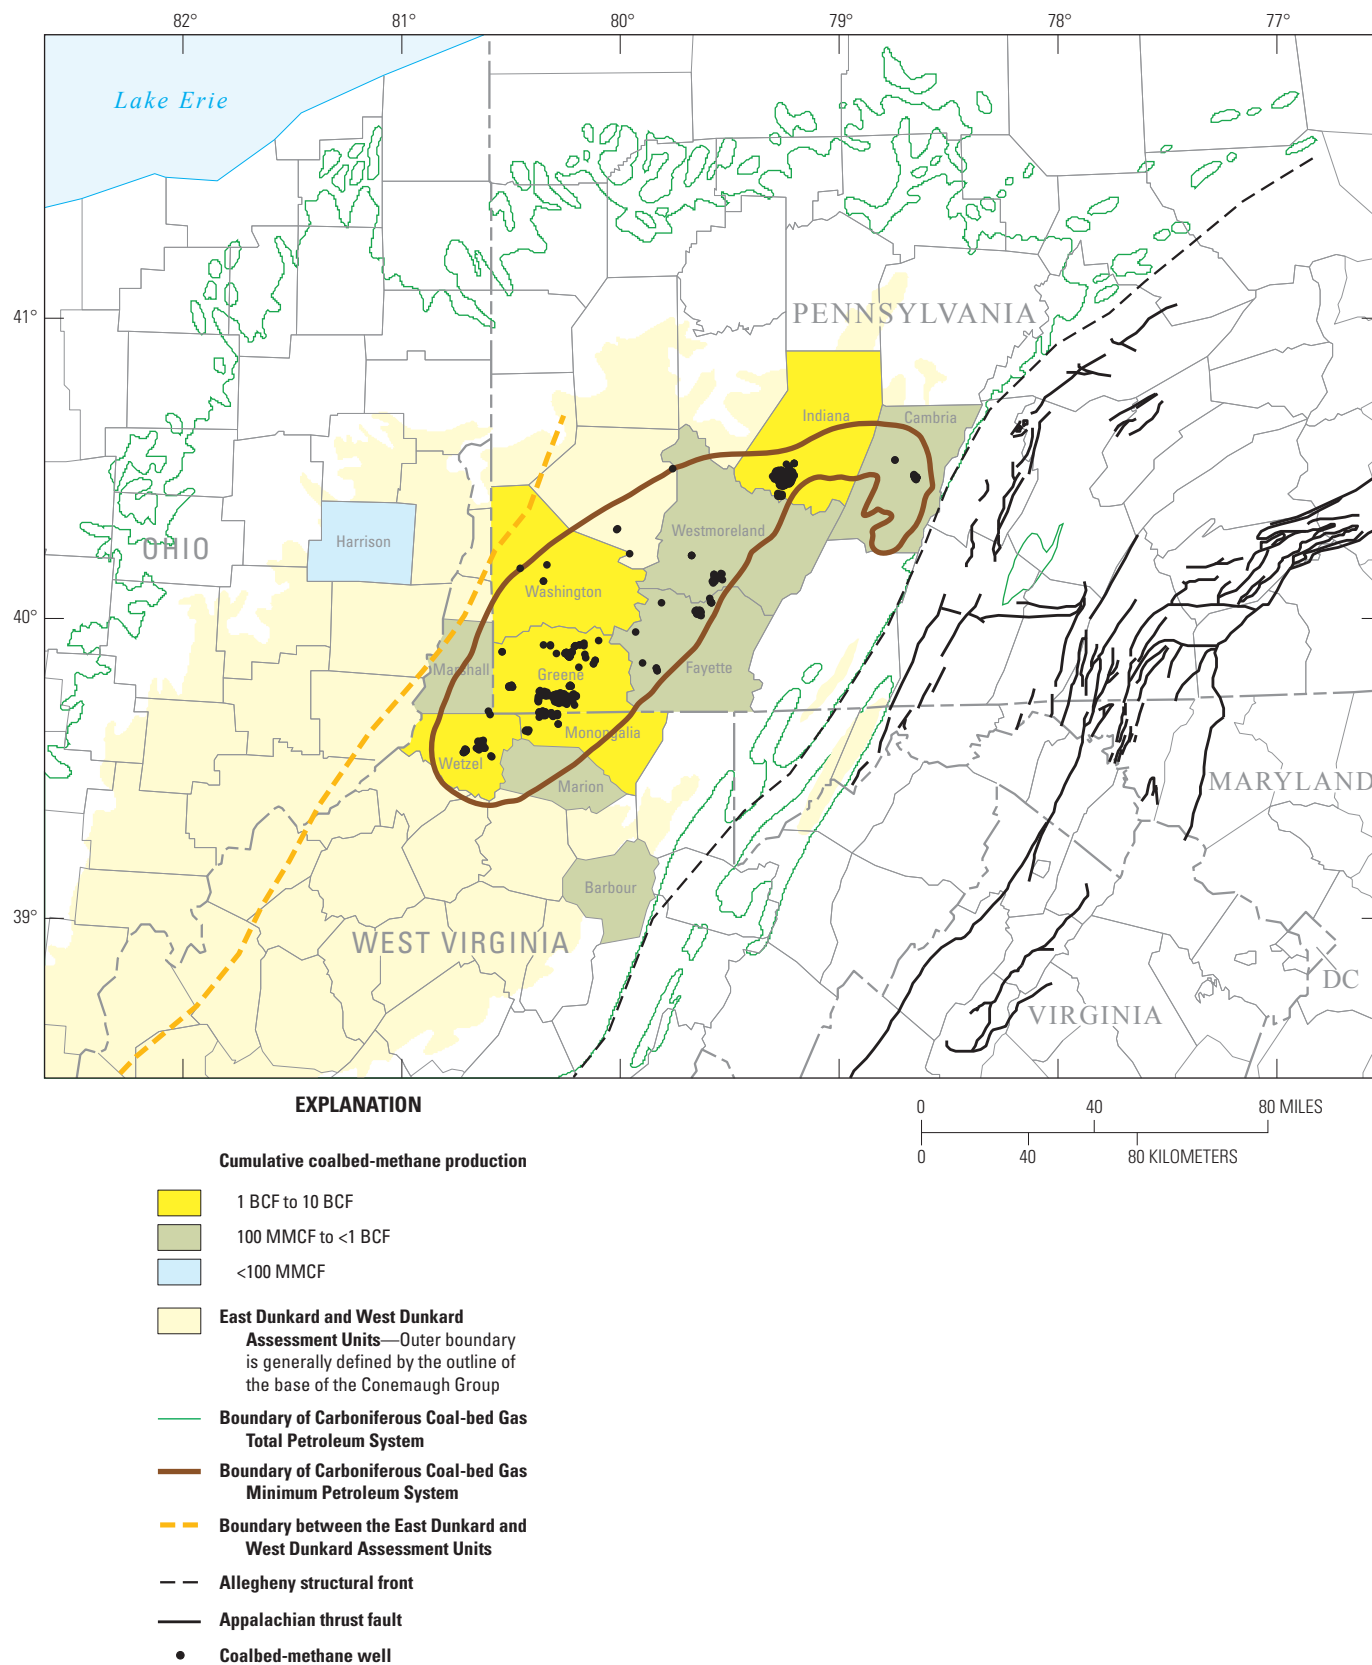 82°
81°
80°
79°
78°
77°
Lake Erie
41°
PENNSYLVANIA
Indiana
Cambria
Westmoreland
OHIO
Harrison
Washington
40°
Marshall
Greene
Fayette
Monongalia
Wetzel
Marion
MARYLAND
Barbour
39°
WEST VIRGINIA
DC
VIRGINIA
EXPLANATION
0 40 80 MILES
0 40 80 KILOMETERS
Cumulative coalbed-methane production
1 BCF to 10 BCF
100 MMCF to <1 BCF
<100 MMCF
East Dunkard and West Dunkard
Assessment Units—Outer boundary
is generally defined by the outline of
the base of the Conemaugh Group
Boundary of Carboniferous Coal-bed Gas
Total Petroleum System
Boundary of Carboniferous Coal-bed Gas
Minimum Petroleum System
Boundary between the East Dunkard and
West Dunkard Assessment Units
Allegheny structural front
Appalachian thrust fault
Coalbed-methane well